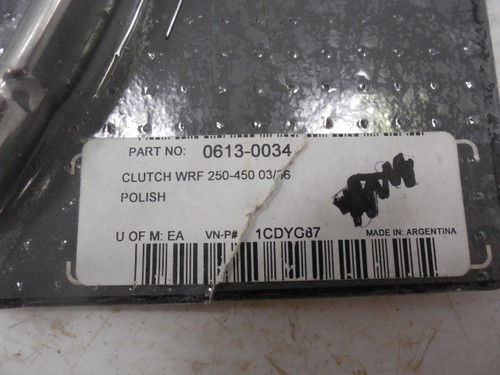 PART NO: 0613-0034
CLUTCH WRF 250-450 03/06
POLISH
U OF M: EA VN-P# 1CDYG87 MADE IN: ARGENTINA